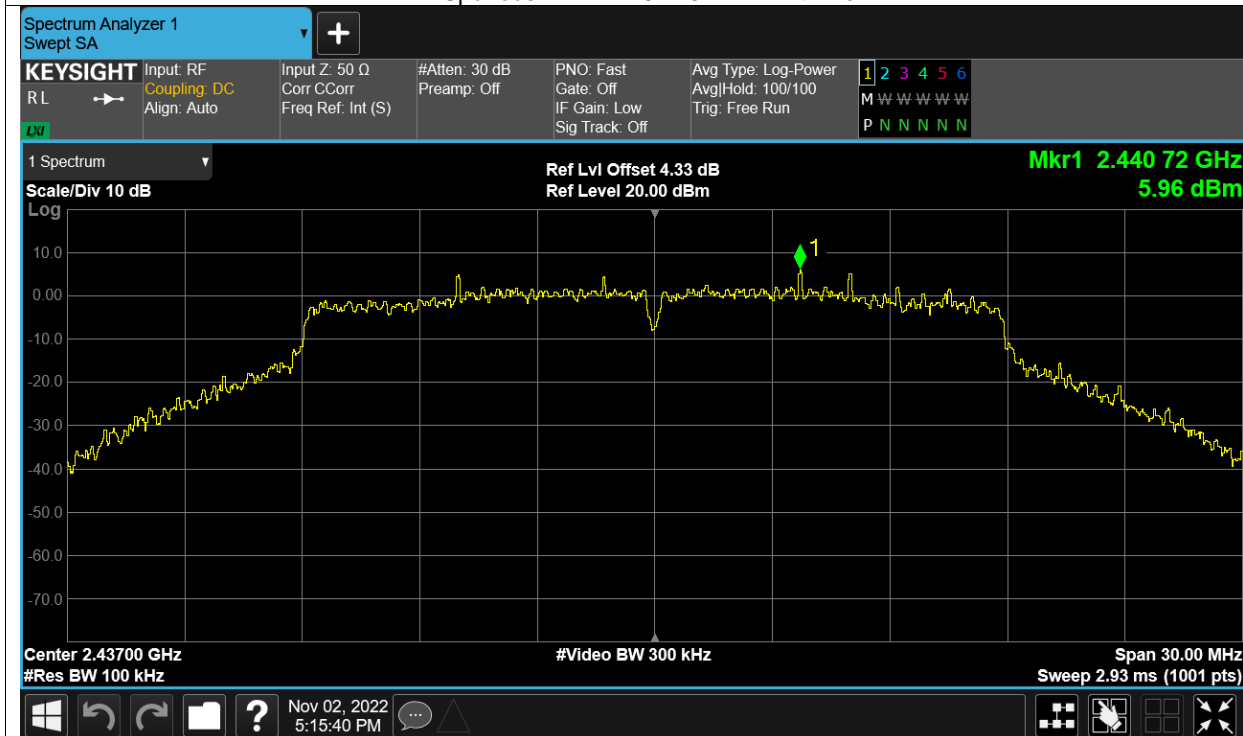 Spectrum Analyzer 1
Swept SA
KEYSIGHT
RL
LXI
Input: RF
Coupling: DC
Align: Auto
Input Z: 50 Ω
Corr CCorr
Freq Ref: Int (S)
#Atten: 30 dB
Preamp: Off
PNO: Fast
Gate: Off
IF Gain: Low
Sig Track: Off
Avg Type: Log-Power
Avg|Hold: 100/100
Trig: Free Run
1 2 3 4 5 6
M W W W W W
P N N N N N
1 Spectrum
Scale/Div 10 dB
Log
Ref Lvl Offset 4.33 dB
Ref Level 20.00 dBm
Mkr1 2.440 72 GHz
5.96 dBm
1
10.0
0.00
-10.0
-20.0
-30.0
-40.0
-50.0
-60.0
-70.0
Center 2.43700 GHz
#Res BW 100 kHz
#Video BW 300 kHz
Span 30.00 MHz
Sweep 2.93 ms (1001 pts)
?
Nov 02, 2022
5:15:40 PM